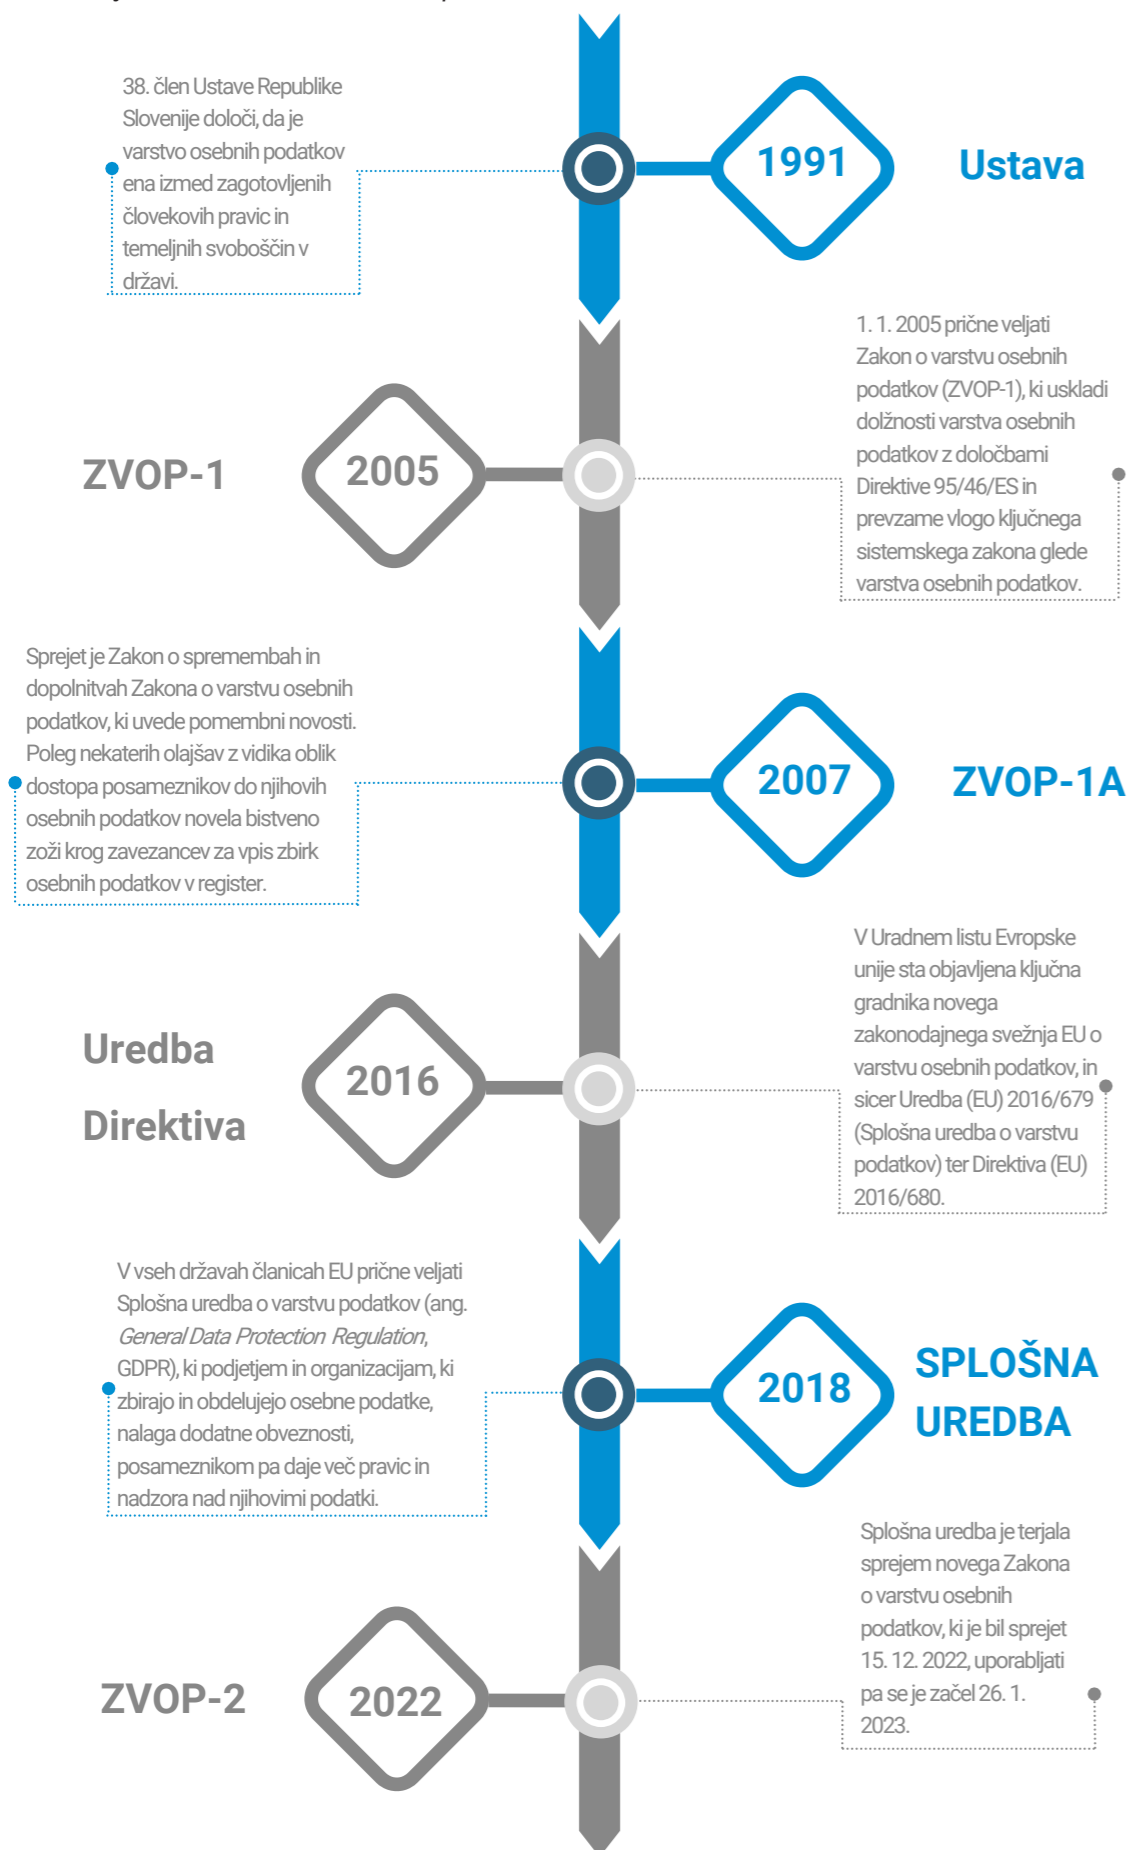 38. člen Ustave Republike
Slovenije določi, da je
varstvo osebnih podatkov
ena izmed zagotovljenih
človekovih pravic in
temeljnih svoboščin v
državi.
1991
Ustava
ZVOP-1
2005
1. 1. 2005 prične veljati
Zakon o varstvu osebnih
podatkov (ZVOP-1), ki uskladi
dolžnosti varstva osebnih
podatkov z določbami
Direktive 95/46/ES in
prevzame vlogo ključnega
sistemskega zakona glede
varstva osebnih podatkov.
Sprejet je Zakon o spremembah in
dopolnitvah Zakona o varstvu osebnih
podatkov, ki uvede pomembni novosti.
Poleg nekaterih olajšav z vidika oblik
dostopa posameznikov do njihovih
osebnih podatkov novela bistveno
zoži krog zavezancev za vpis zbirk
osebnih podatkov v register.
2007
ZVOP-1A
Uredba
Direktiva
2016
V Uradnem listu Evropske
unije sta objavljena ključna
gradnika novega
zakonodajnega svežnja EU o
varstvu osebnih podatkov, in
sicer Uredba (EU) 2016/679
(Splošna uredba o varstvu
podatkov) ter Direktiva (EU)
2016/680.
V vseh državah članicah EU prične veljati
Splošna uredba o varstvu podatkov (ang.
General Data Protection Regulation,
GDPR), ki podjetjem in organizacijam, ki
zbirajo in obdelujejo osebne podatke,
nalaga dodatne obveznosti,
posameznikom pa daje več pravic in
nadzora nad njihovimi podatki.
2018
SPLOŠNA
UREDBA
ZVOP-2
2022
Splošna uredba je terjala
sprejem novega Zakona
o varstvu osebnih
podatkov, ki je bil sprejet
15. 12. 2022, uporabljati
pa se je začel 26. 1.
2023.